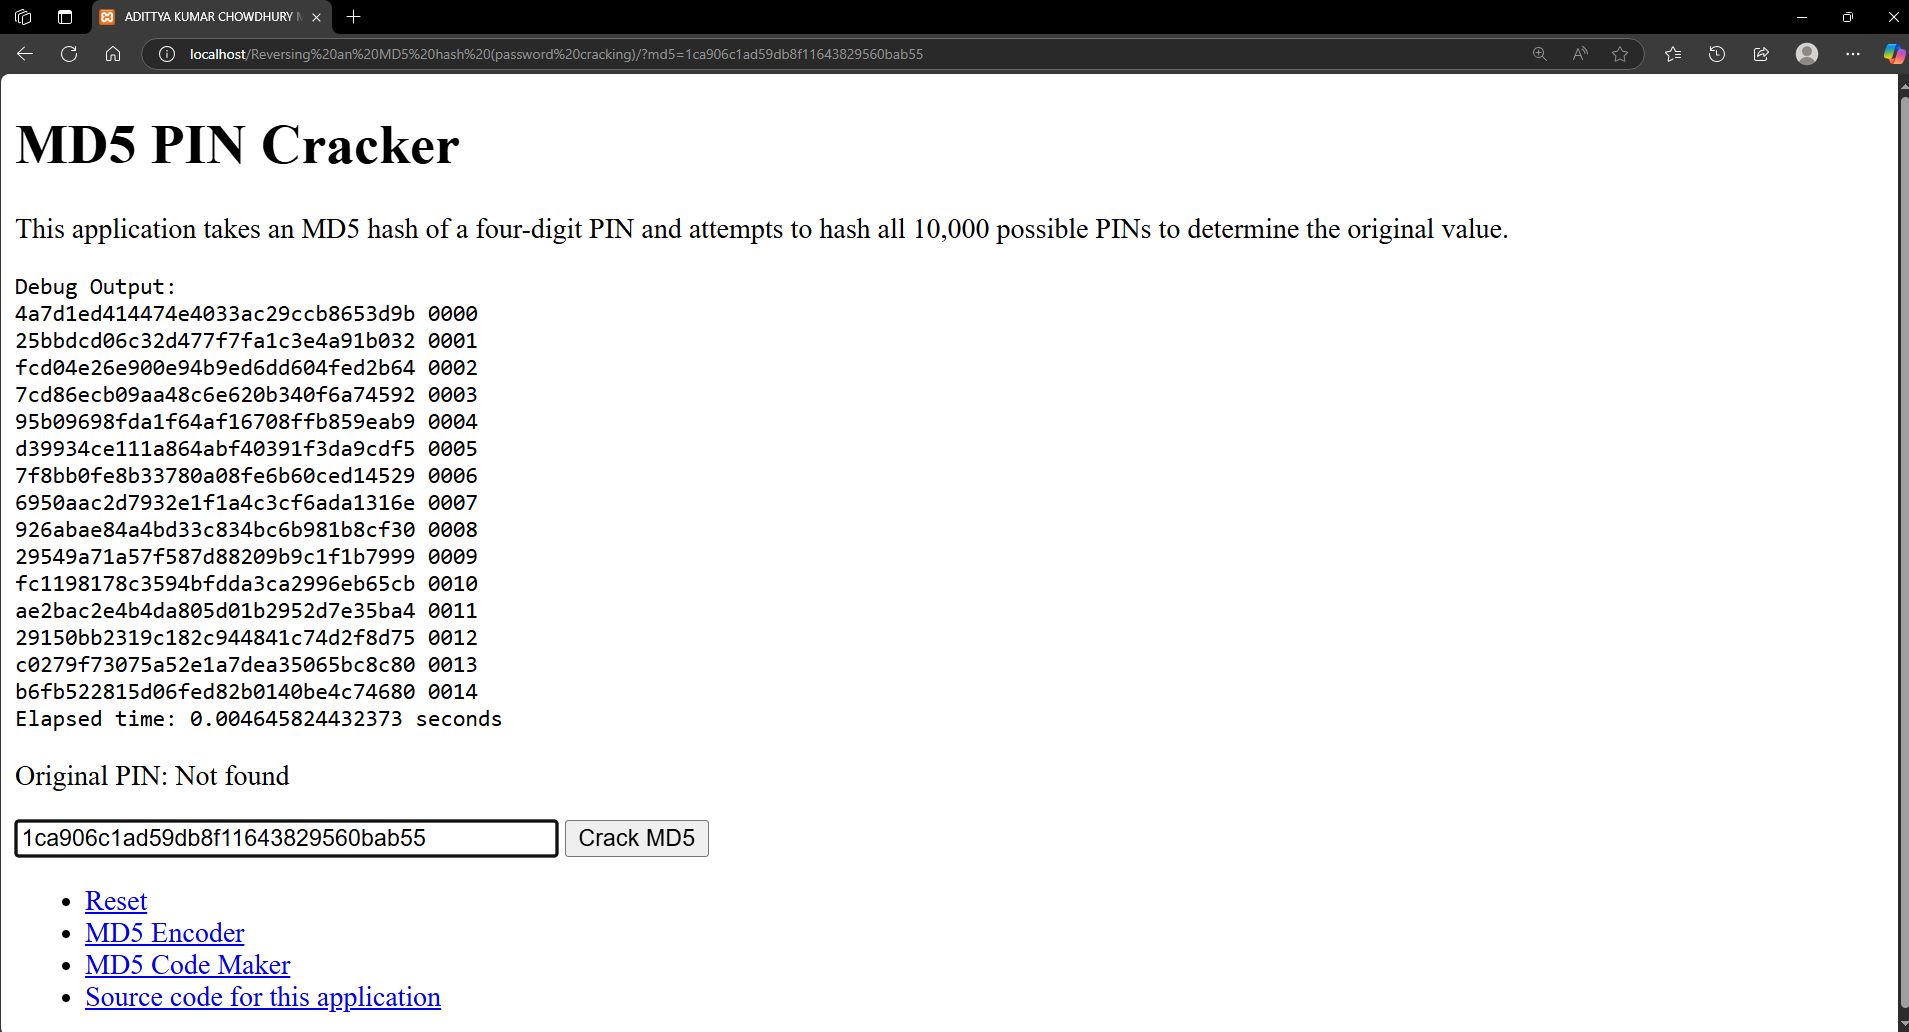 ADITTYA KUMAR CHOWDHURY
localhost/Reversing%20an%20MD5%20hash%20(password%20cracking)/?md5=1ca906c1ad59db8f11643829560bab55
MD5 PIN Cracker
This application takes an MD5 hash of a four-digit PIN and attempts to hash all 10,000 possible PINs to determine the original value.
Debug Output:
4a7d1ed414474e4033ac29ccb8653d9b 0000
25bbdcd06c32d477f7fa1c3e4a91b032 0001
fcd04e26e900e94b9ed6dd604fed2b64 0002
7cd86ecb09aa48c6e620b340f6a74592 0003
95b09698fda1f64af16708ffb859eab9 0004
d39934ce111a864abf40391f3da9cdf5 0005
7f8bb0fe8b33780a08fe6b60ced14529 0006
6950aac2d7932e1f1a4c3cf6ada1316e 0007
926abae84a4bd33c834bc6b981b8cf30 0008
29549a71a57f587d88209b9c1f1b7999 0009
fc1198178c3594bfdda3ca2996eb65cb 0010
ae2bac2e4b4da805d01b2952d7e35ba4 0011
29150bb2319c182c944841c74d2f8d75 0012
c0279f73075a52e1a7dea35065bc8c80 0013
b6fb522815d06fed82b0140be4c74680 0014
Elapsed time: 0.004645824432373 seconds
Original PIN: Not found
1ca906c1ad59db8f11643829560bab55 Crack MD5
Reset
MD5 Encoder
MD5 Code Maker
Source code for this application